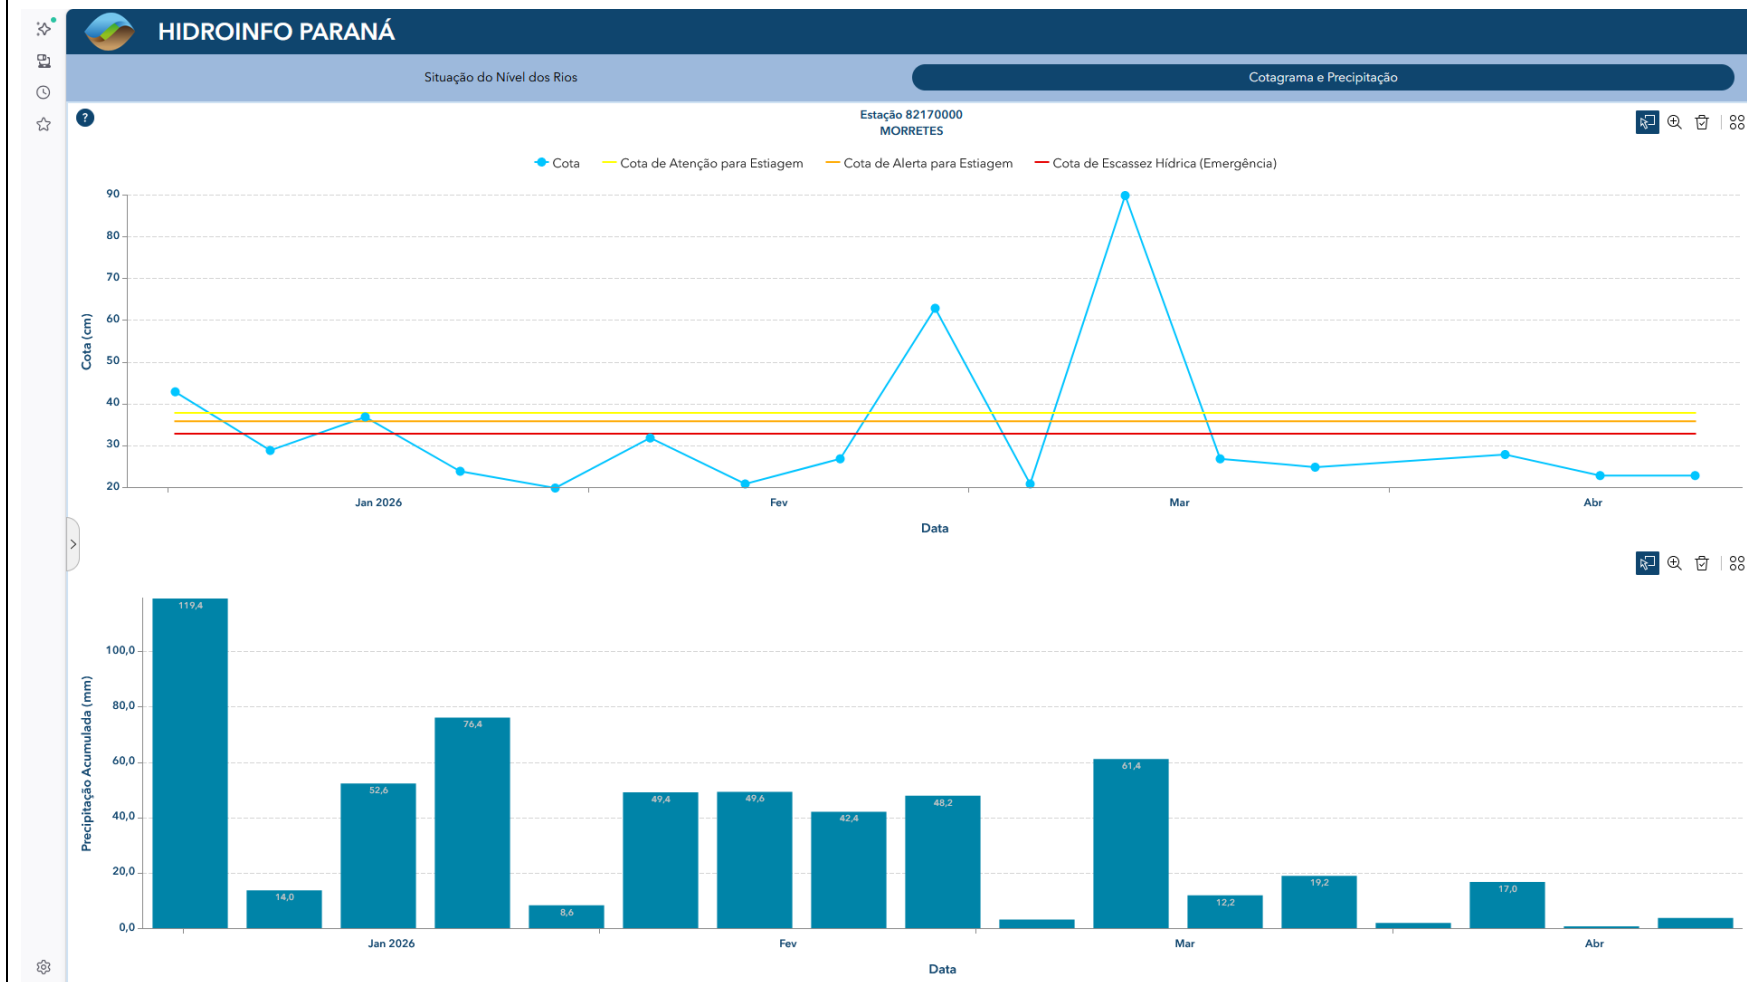 HIDROINFO PARANÁ
Situação do Nível dos Rios
Cotagrama e Precipitação
?
Estação 82170000
MORRETES
Cota
Cota de Atenção para Estiagem
Cota de Alerta para Estiagem
Cota de Escassez Hídrica (Emergência)
90
80
70
60
50
40
30
20
Cota (cm)
Jan 2026
Fev
Mar
Abr
Data
100,0
80,0
60,0
40,0
20,0
0,0
Precipitação Acumulada (mm)
119,4
14,0
52,6
76,4
8,6
49,4
49,6
42,4
48,2
61,4
12,2
19,2
17,0
Jan 2026
Fev
Mar
Abr
Data